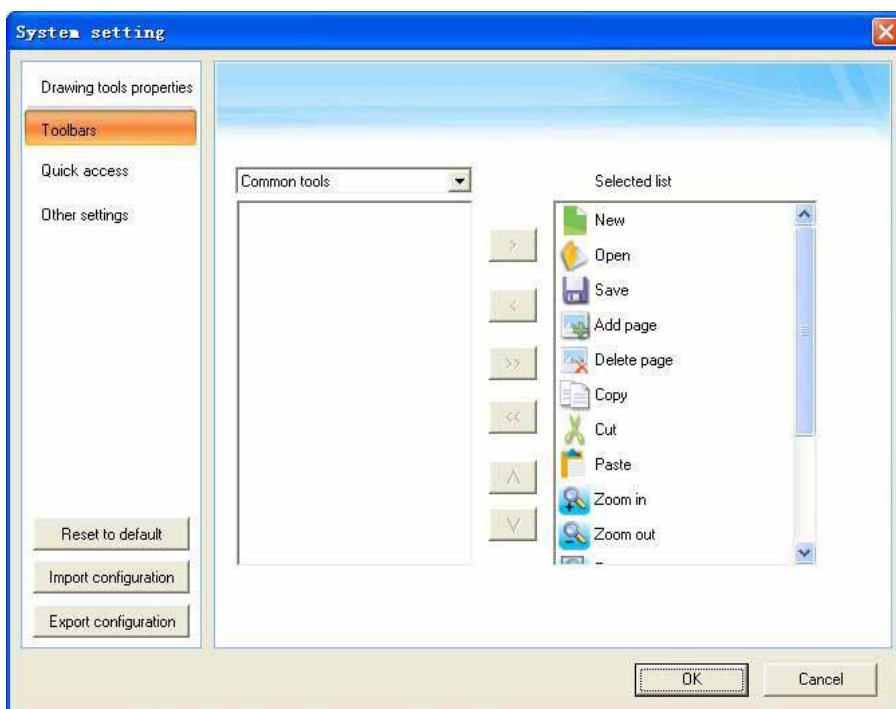 System setting
Drawing tools properties
Toolbars
Quick access
Other settings
Reset to default
Import configuration
Export configuration
Common tools
Selected list
>
<
>>
<<
New
Open
Save
Add page
Delete page
Copy
Cut
Paste
Zoom in
Zoom out
OK
Cancel